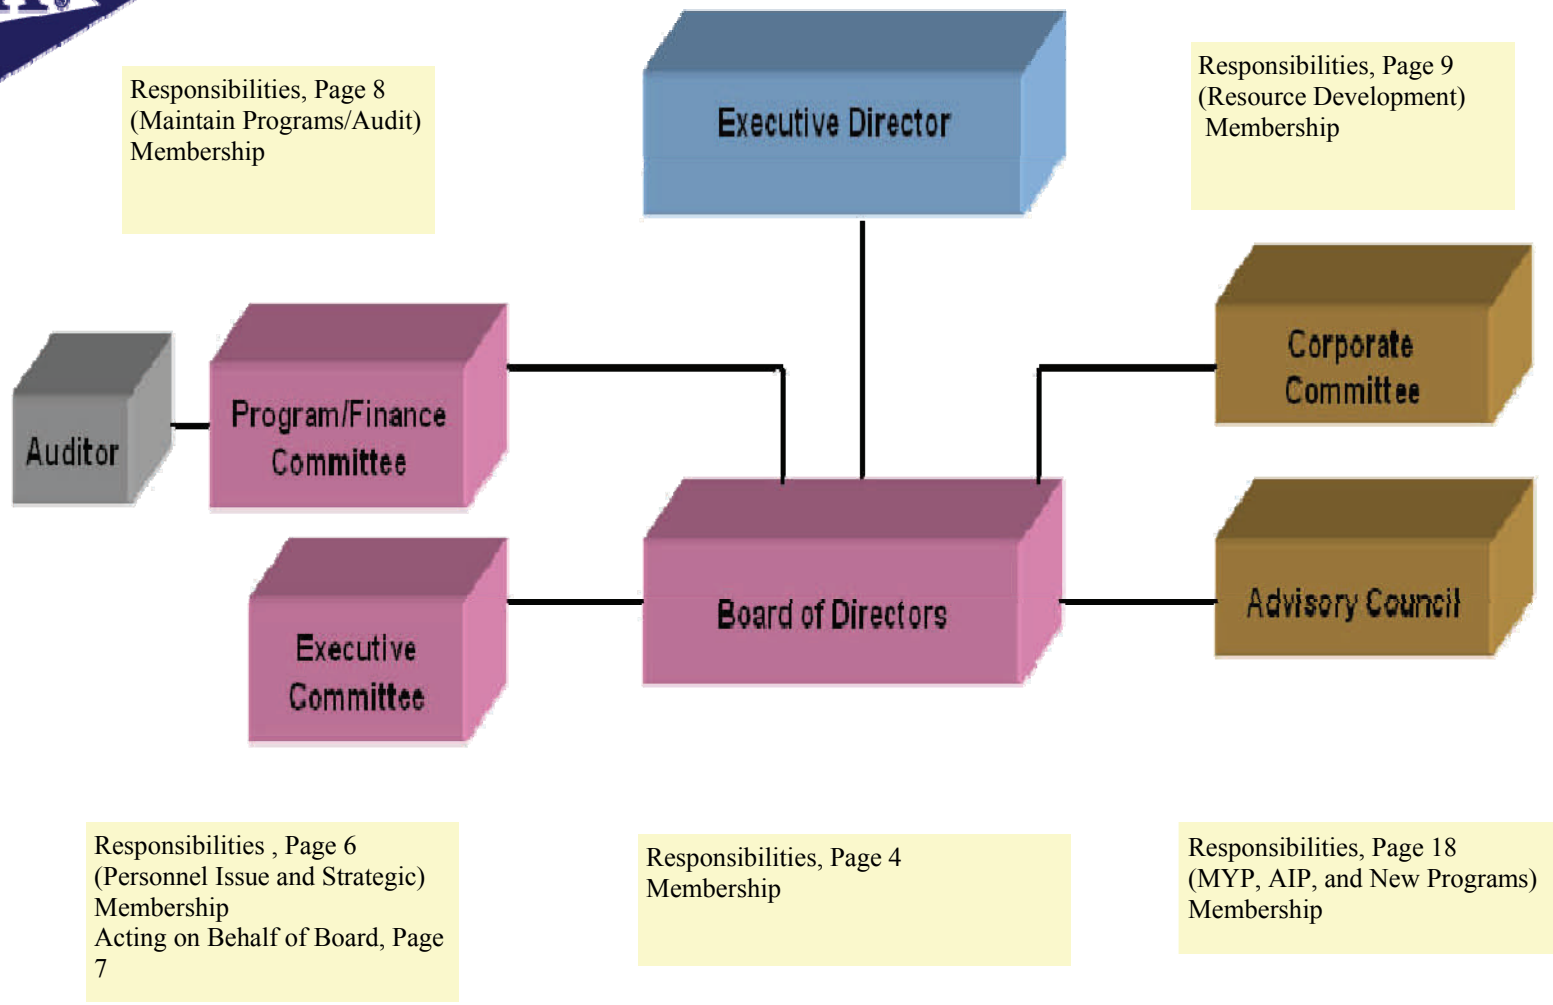 Responsibilities, Page 8
(Maintain Programs/Audit)
Membership
Executive Director
Responsibilities, Page 9
(Resource Development)
Membership
Auditor
Program/Finance
Committee
Corporate
Committee
Executive
Committee
Board of Directors
Advisory Council
Responsibilities , Page 6
(Personnel Issue and Strategic)
Membership
Acting on Behalf of Board, Page
7
Responsibilities, Page 4
Membership
Responsibilities, Page 18
(MYP, AIP, and New Programs)
Membership